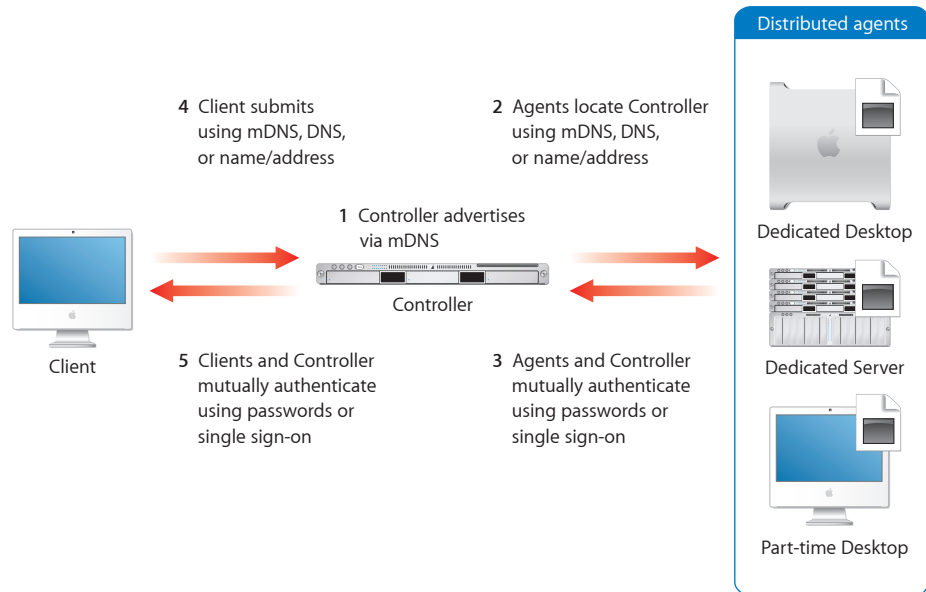 Distributed agents
4 Client submits
using mDNS, DNS,
or name/address
2 Agents locate Controller
using mDNS, DNS,
or name/address
1 Controller advertises
via mDNS
Controller
Client
5 Clients and Controller
mutually authenticate
using passwords or
single sign-on
3 Agents and Controller
mutually authenticate
using passwords or
single sign-on
Dedicated Desktop
Dedicated Server
Part-time Desktop